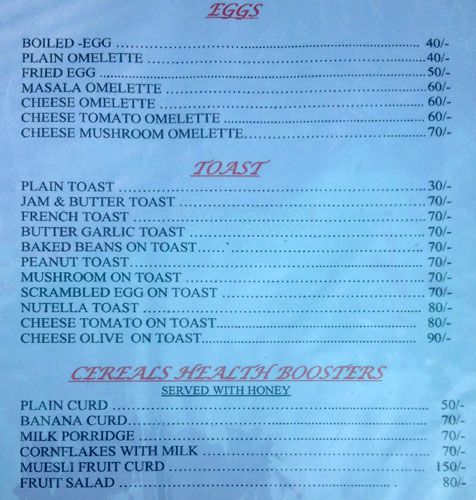 EGGS
BOILED -EGG 40/-
PLAIN OMELETTE 40/-
FRIED EGG 50/-
MASALA OMELETTE 60/-
CHEESE OMELETTE 60/-
CHEESE TOMATO OMELETTE 60/-
CHEESE MUSHROOM OMELETTE 70/-
TOAST
PLAIN TOAST 30/-
JAM & BUTTER TOAST 70/-
FRENCH TOAST 70/-
BUTTER GARLIC TOAST 70/-
BAKED BEANS ON TOAST 70/-
PEANUT TOAST 70/-
MUSHROOM ON TOAST 70/-
SCRAMBLED EGG ON TOAST 70/-
NUTELLA TOAST 80/-
CHEESE TOMATO ON TOAST 80/-
CHEESE OLIVE ON TOAST 90/-
CEREALS HEALTH BOOSTERS
SERVED WITH HONEY
PLAIN CURD 50/-
BANANA CURD 70/-
MILK PORRIDGE 70/-
CORNFLAKES WITH MILK 70/-
MUESLI FRUIT CURD 150/-
FRUIT SALAD 80/-